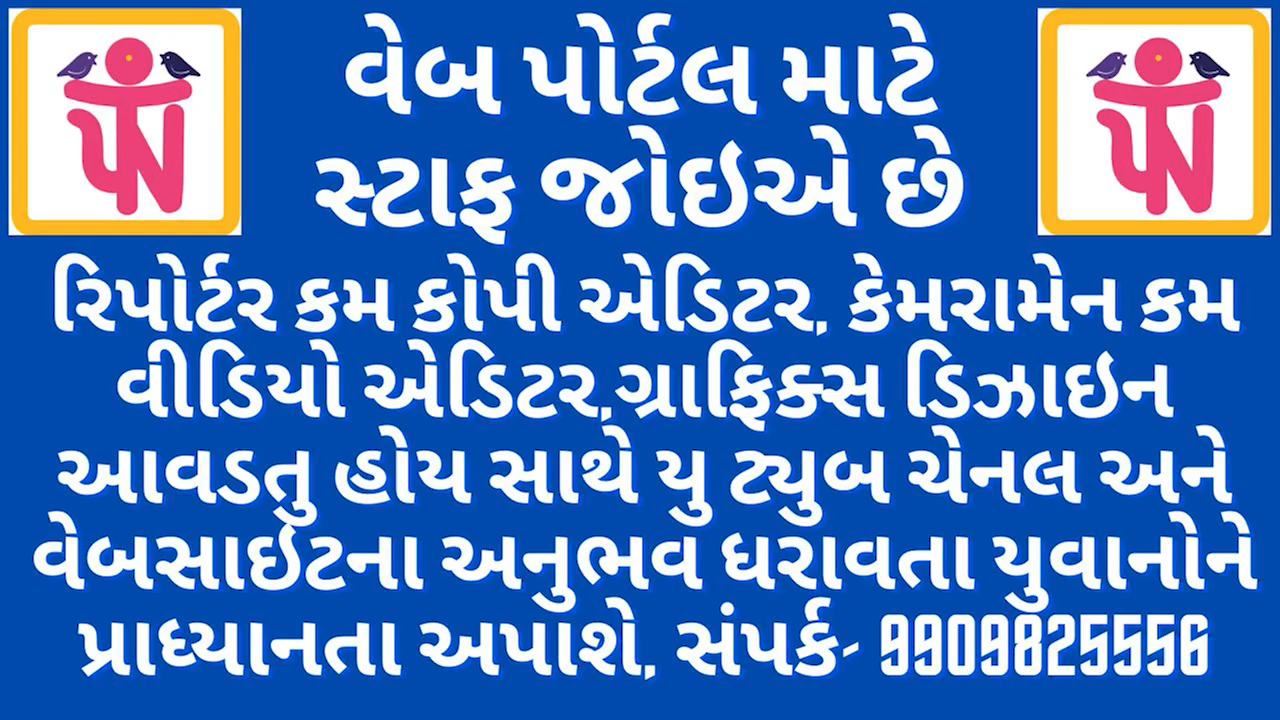 વેબ પોર્ટલ માટે
સ્ટાફ જોઇએ છે
રિપોર્ટર કમ કોપી એડિટર, કેમરામેન કમ
વીડિયો એડિટર,ગ્રાફિક્સ ડિઝાઇન
આવડતુ હોય સાથે યુ ટ્યુબ ચેનલ અને
વેબસાઇટના અનુભવ ધરાવતા યુવાનોને
પ્રાધ્યાનતા અપાશે, સંપર્ક- 9909825556